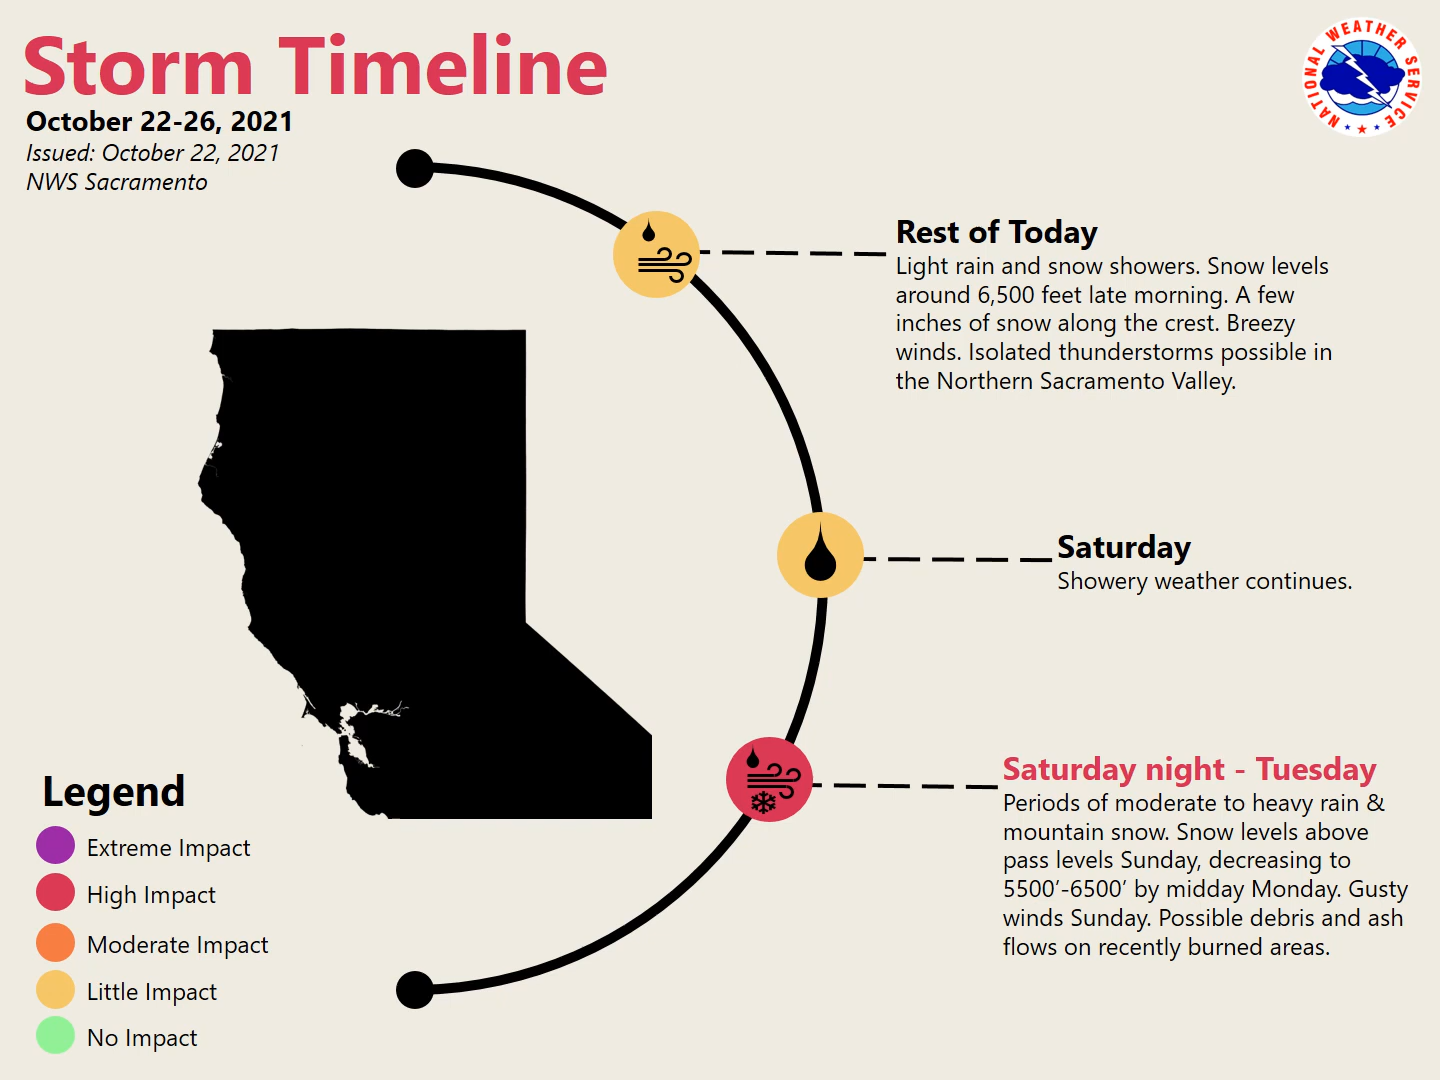 Storm Timeline
October 22-26, 2021
Issued: October 22, 2021
NWS Sacramento
NATIONAL WEATHER SERVICE
Rest of Today
Light rain and snow showers. Snow levels
around 6,500 feet late morning. A few
inches of snow along the crest. Breezy
winds. Isolated thunderstorms possible in
the Northern Sacramento Valley.
Saturday
Showery weather continues.
Saturday night - Tuesday
Periods of moderate to heavy rain &
mountain snow. Snow levels above
pass levels Sunday, decreasing to
5500’-6500’ by midday Monday. Gusty
winds Sunday. Possible debris and ash
flows on recently burned areas.
Legend
Extreme Impact
High Impact
Moderate Impact
Little Impact
No Impact